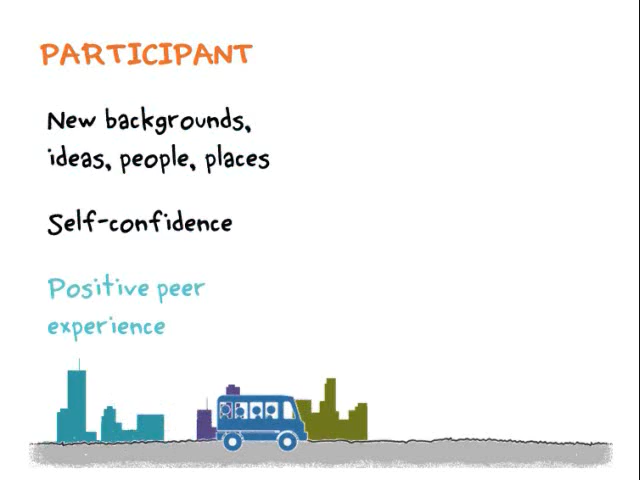 PARTICIPANT
New backgrounds,
ideas, people, places
Self-confidence
Positive peer
experience